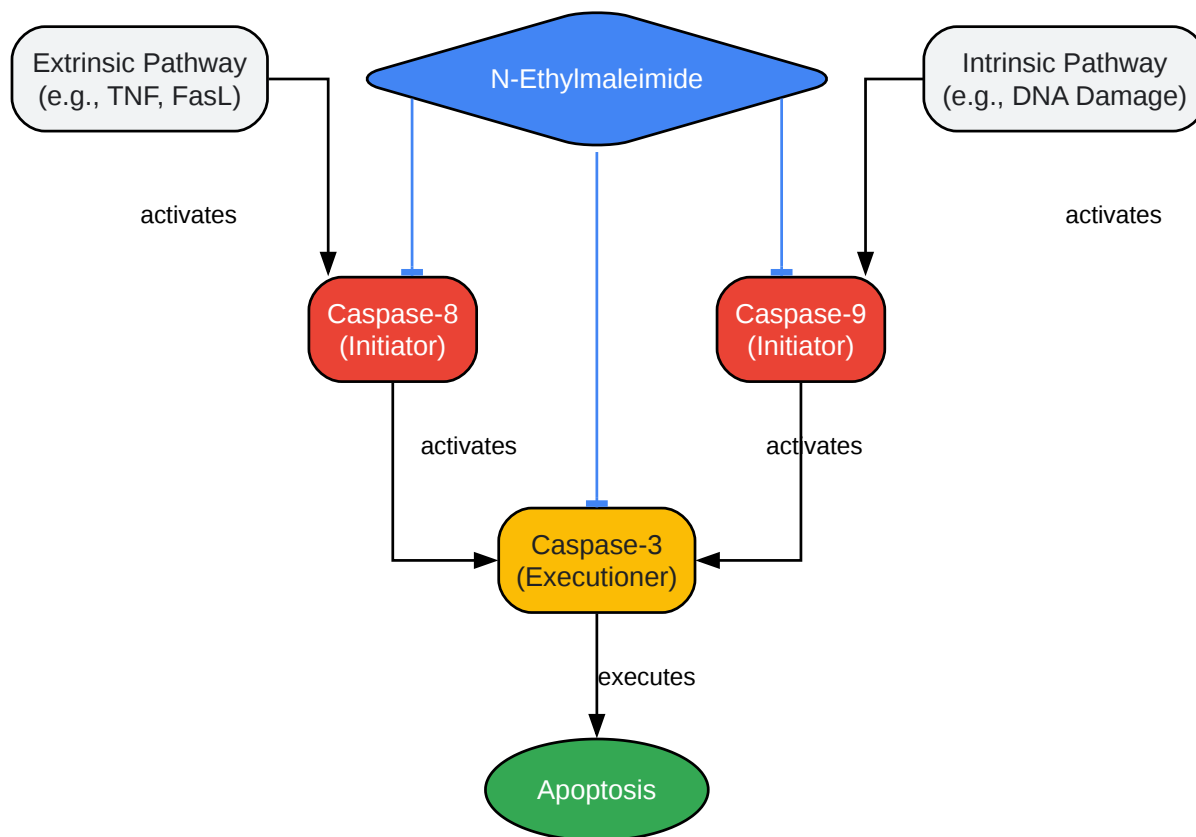 Extrinsic Pathway
(e.g., TNF, FasL)
N-Ethylmaleimide
Intrinsic Pathway
(e.g., DNA Damage)
activates
activates
Caspase-8
(Initiator)
Caspase-9
(Initiator)
activates
activates
Caspase-3
(Executioner)
executes
Apoptosis